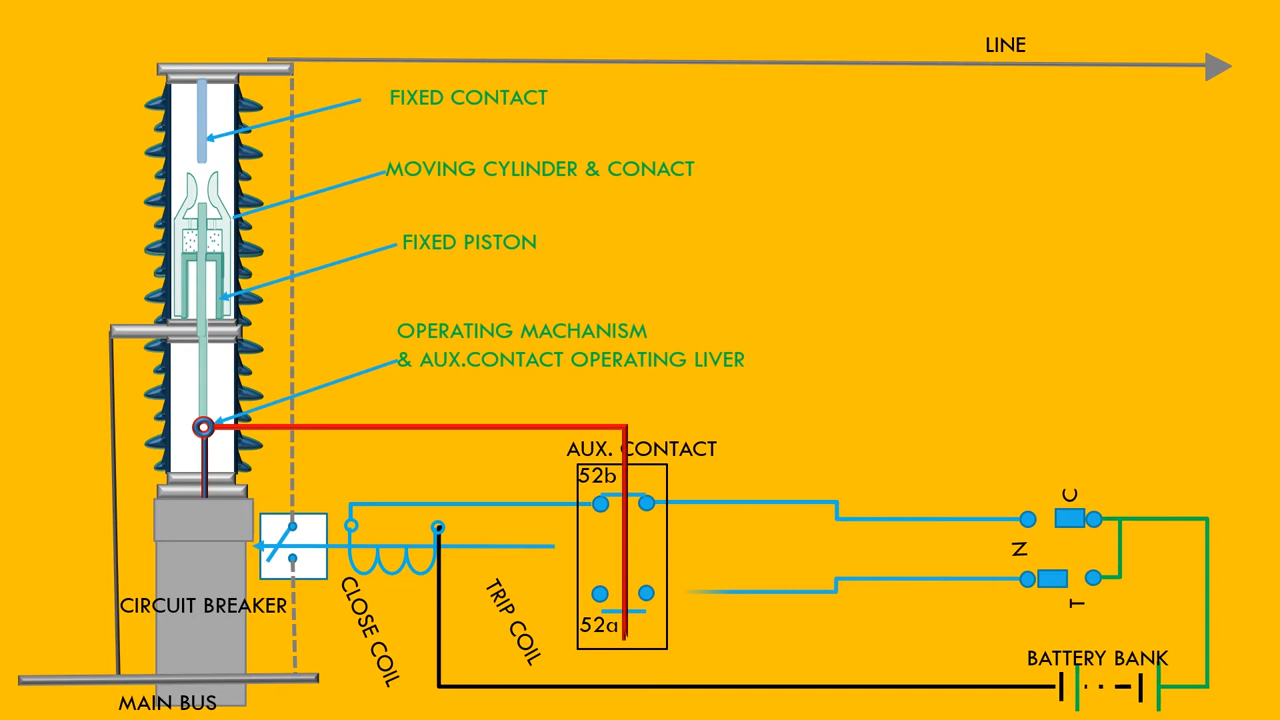 LINE
FIXED CONTACT
MOVING CYLINDER & CONACT
FIXED PISTON
OPERATING MACHANISM
& AUX.CONTACT OPERATING LIVER
AUX. CONTACT
52b
C
N
T
52a
CLOSE COIL
TRIP COIL
CIRCUIT BREAKER
BATTERY BANK
MAIN BUS